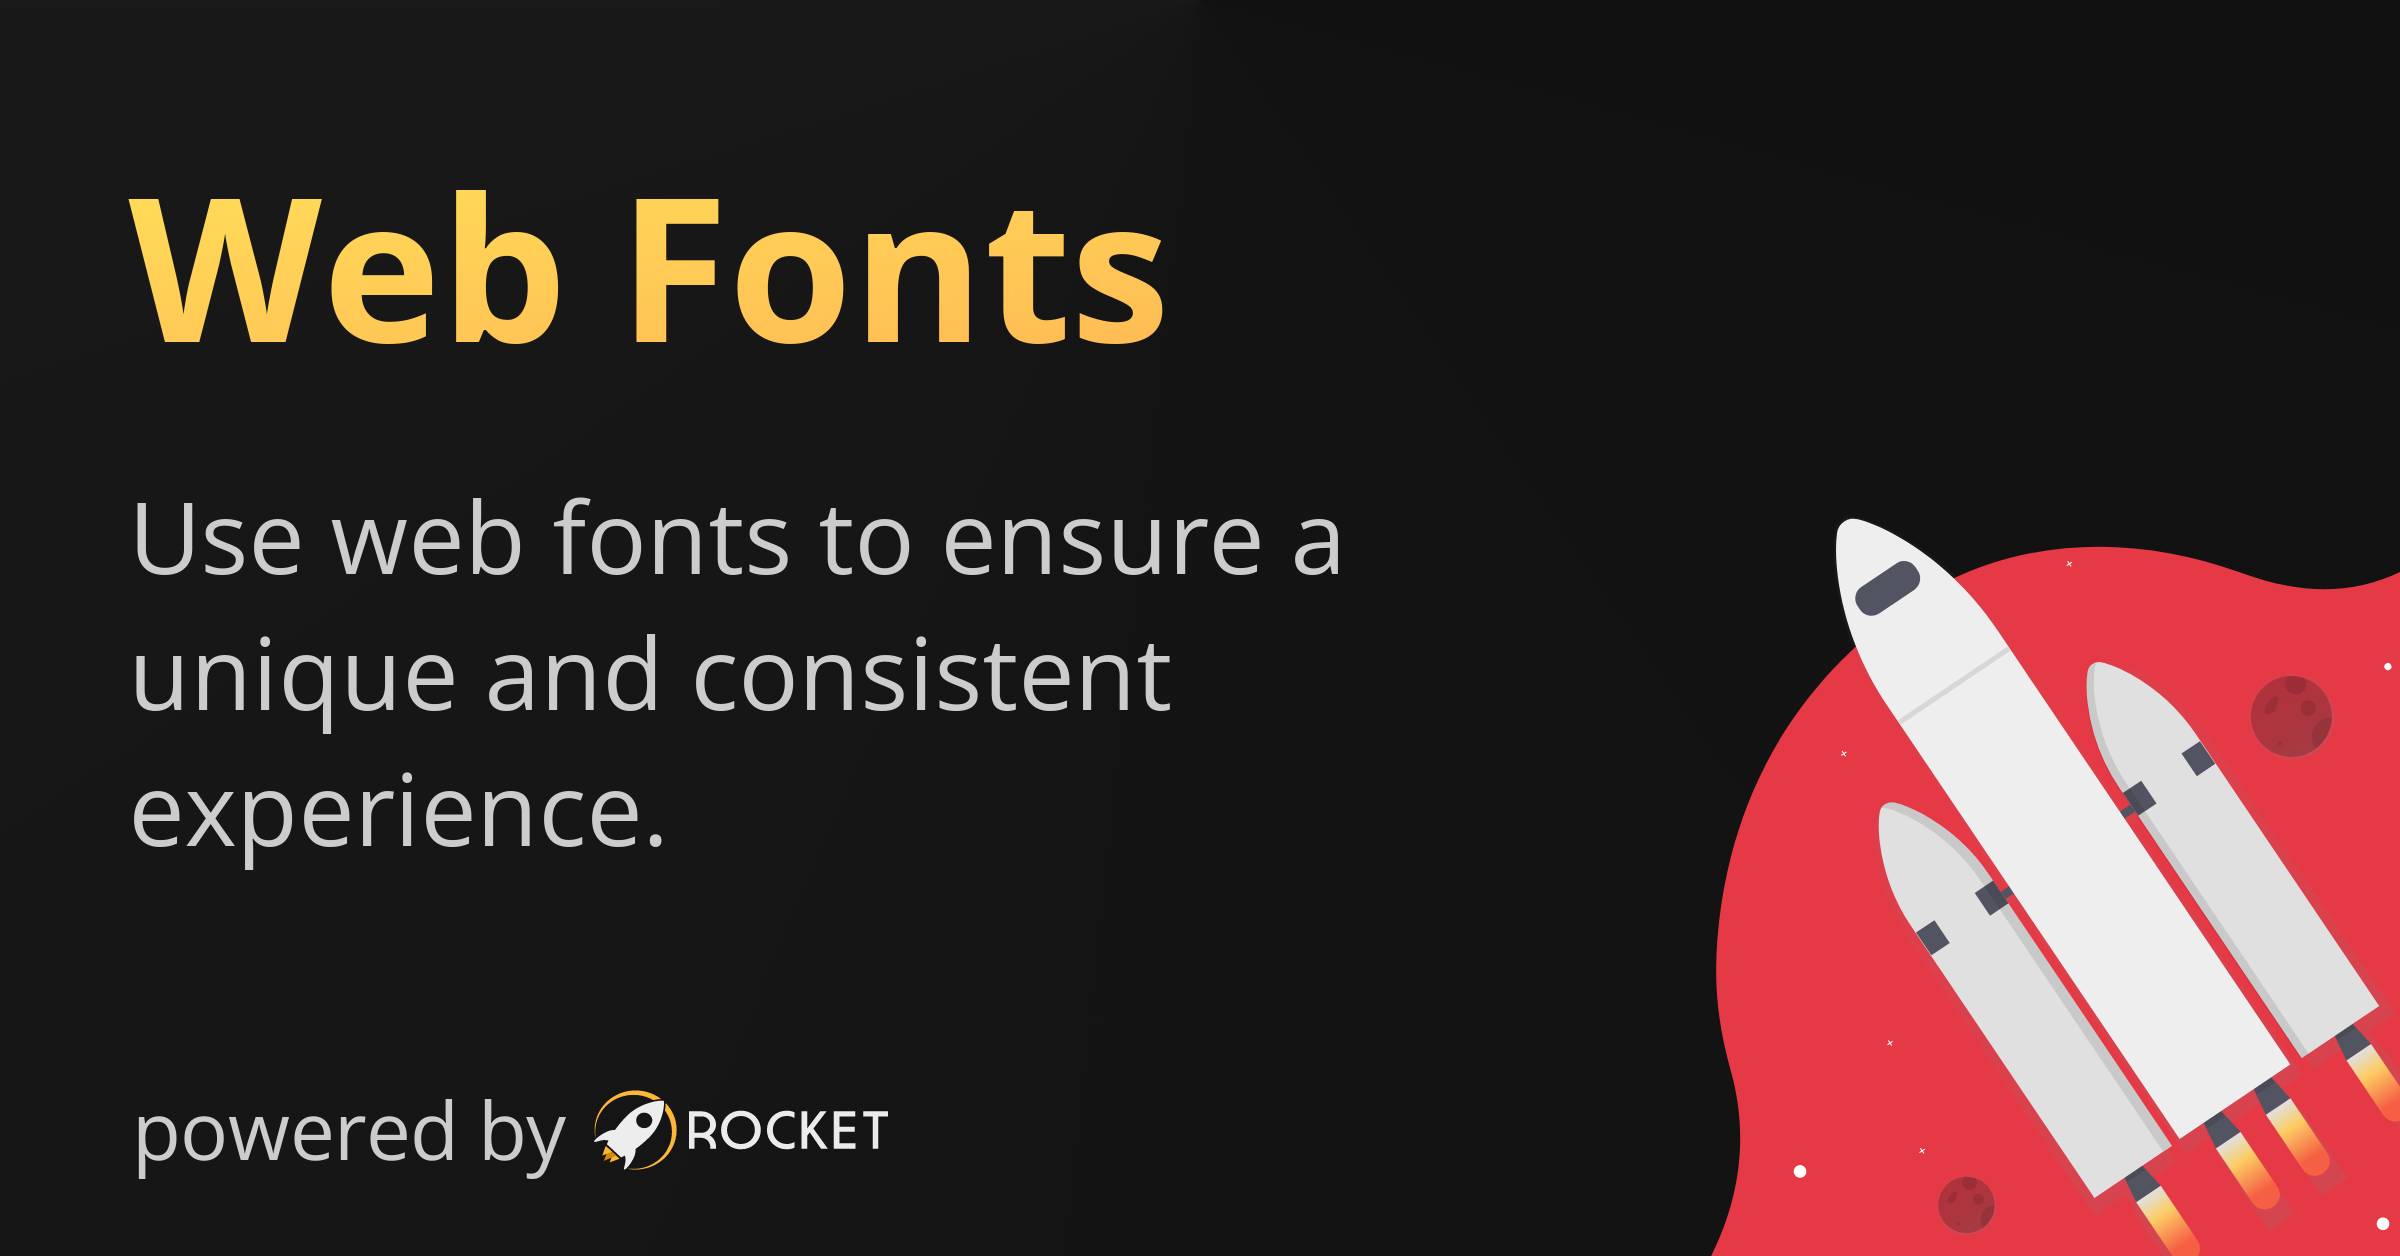 Web Fonts
Use web fonts to ensure a
unique and consistent
experience.
powered by ROCKET